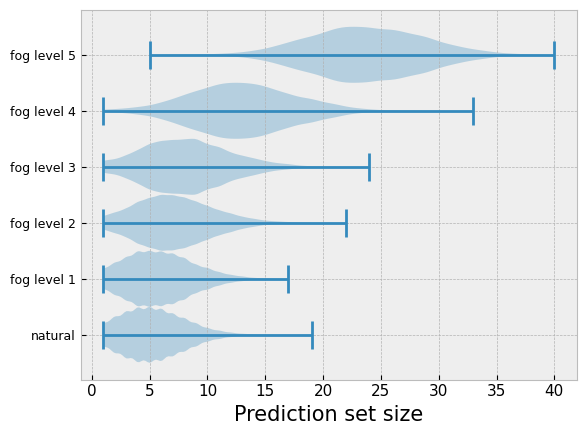 fog level 5
fog level 4
fog level 3
fog level 2
fog level 1
natural
0 5 10 15 20 25 30 35 40
Prediction set size